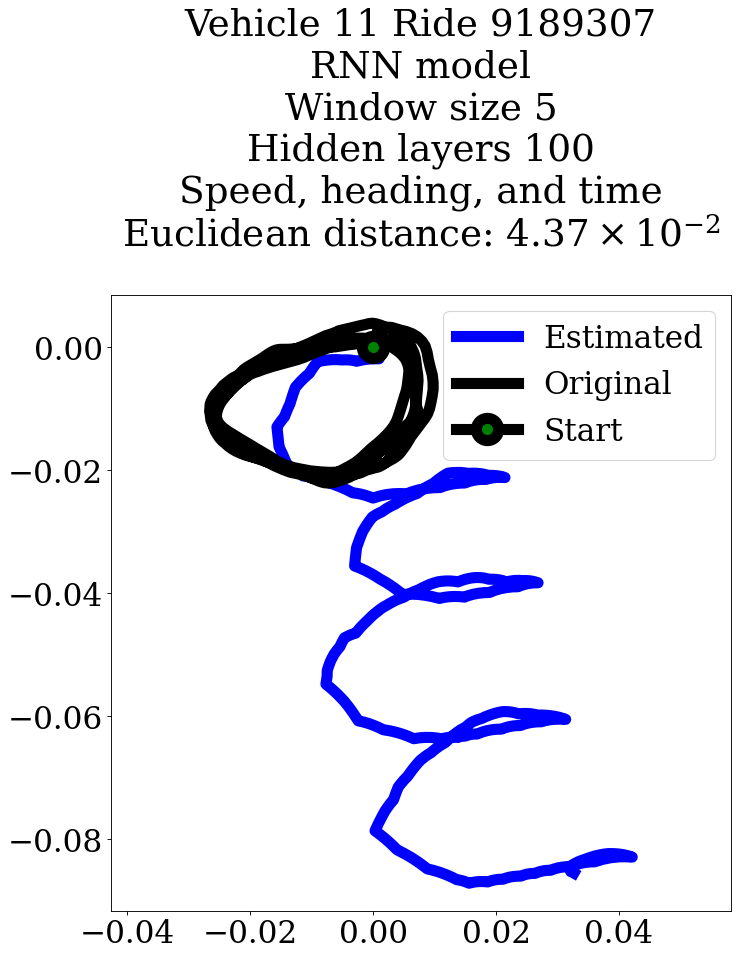 Vehicle 11 Ride 9189307
RNN model
Window size 5
Hidden layers 100
Speed, heading, and time
Euclidean distance: 4.37 × 10⁻²
Estimated
Original
Start
0.00
−0.02
−0.04
−0.06
−0.08
−0.04 −0.02 0.00 0.02 0.04